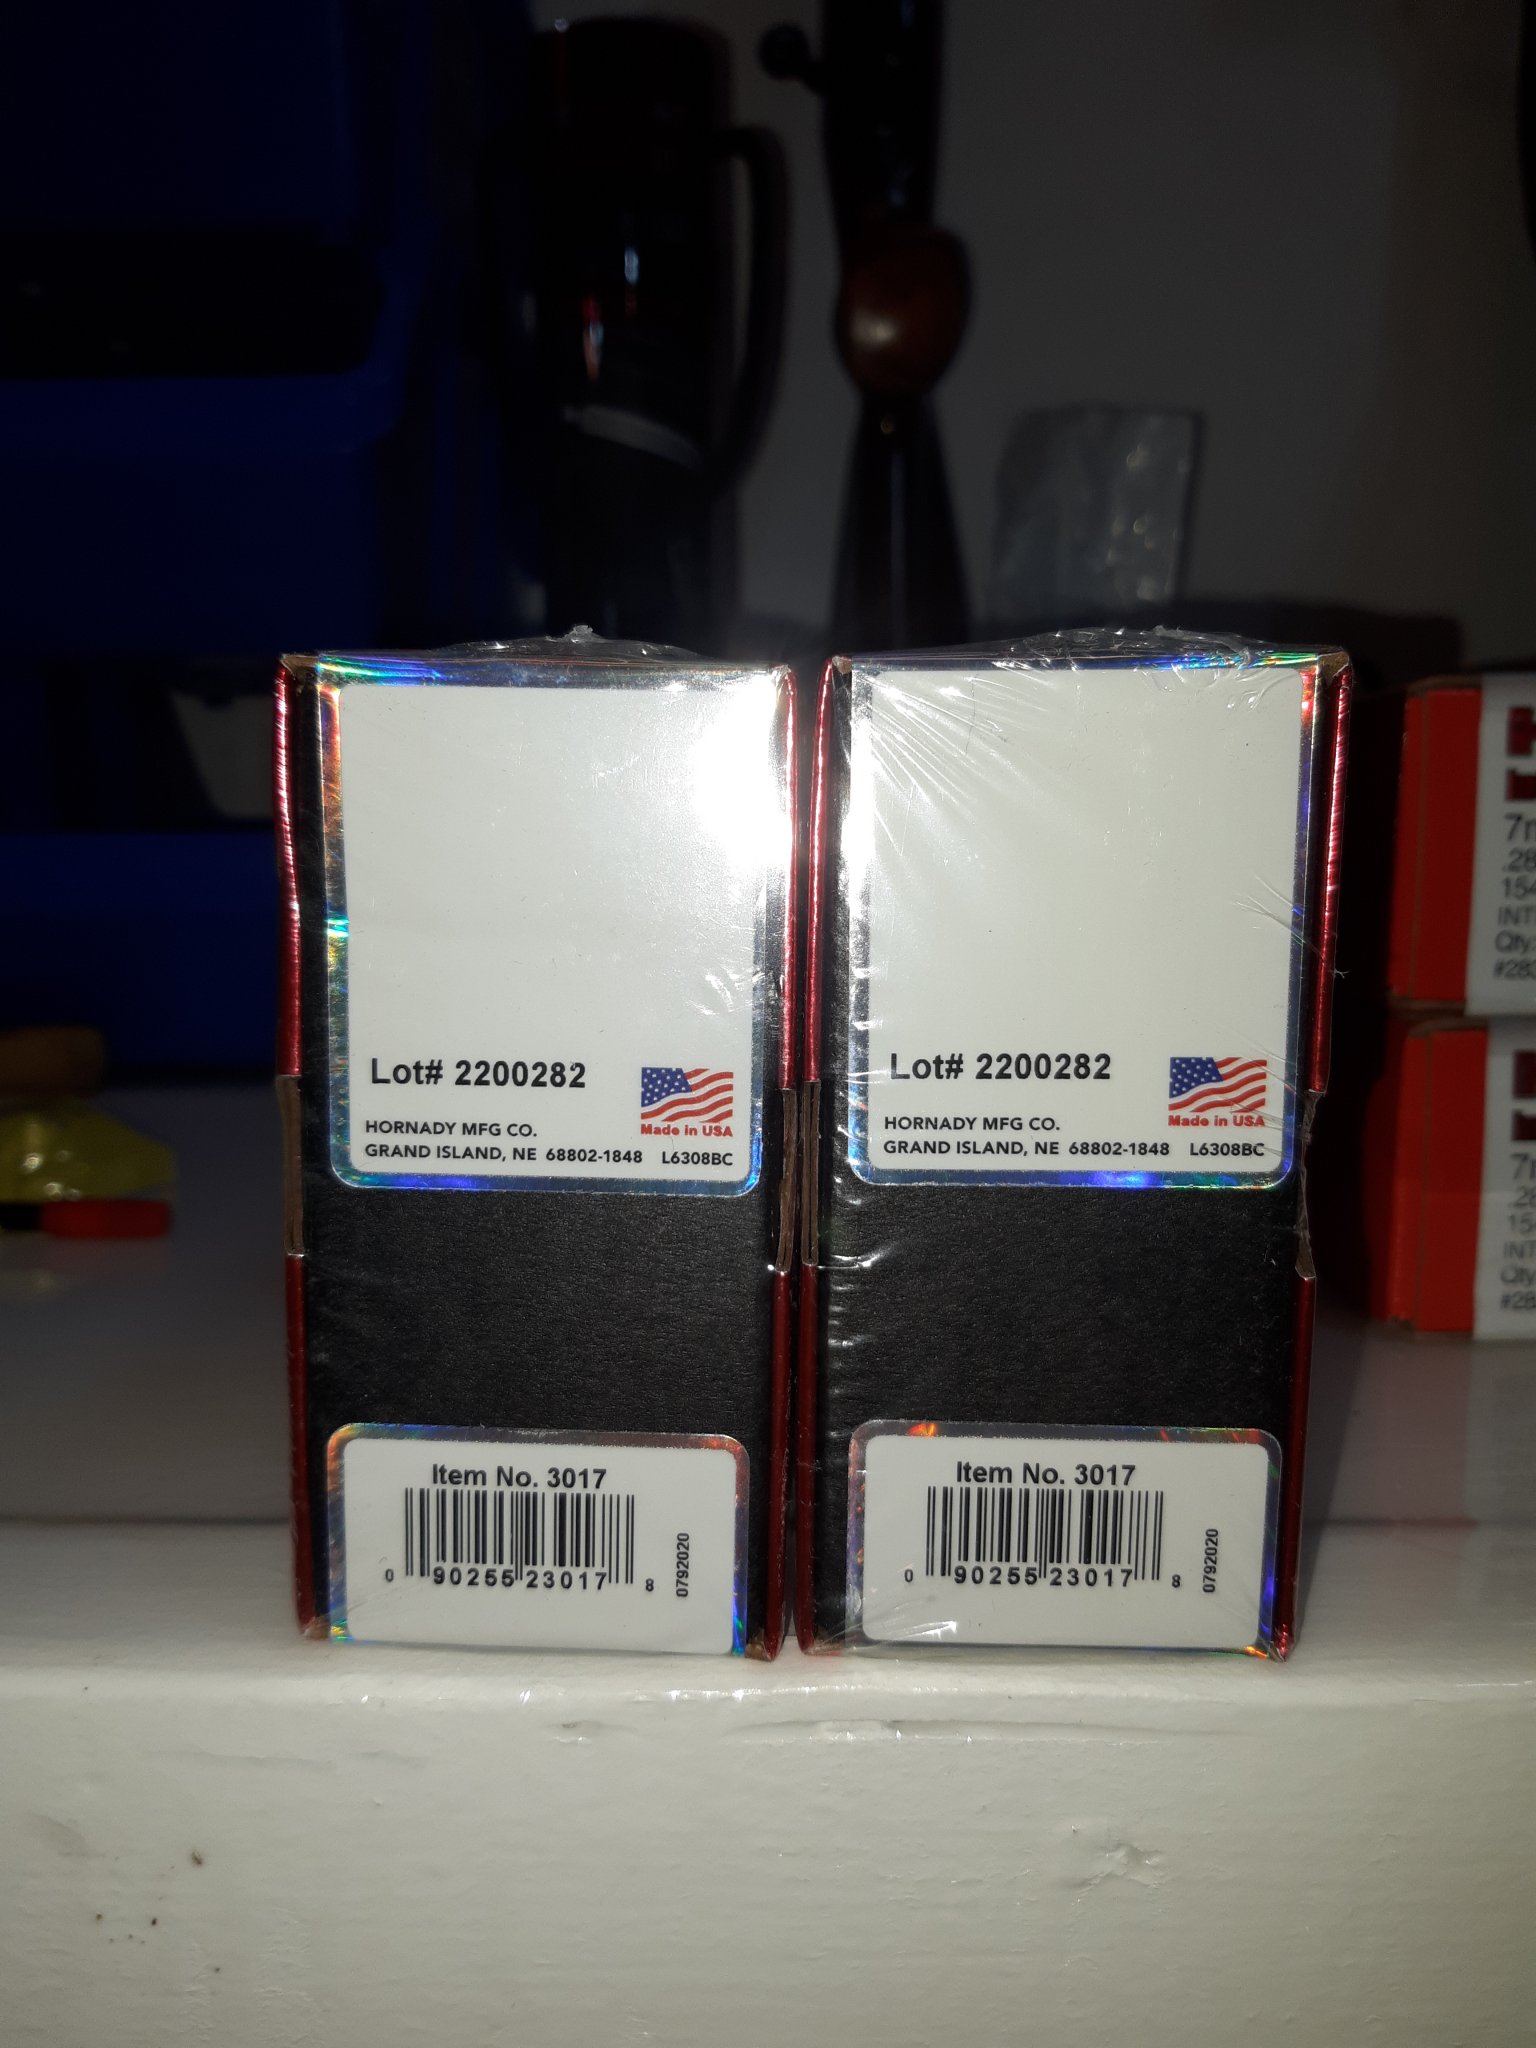 Lot# 2200282
Made in USA
HORNADY MFG CO.
GRAND ISLAND, NE 68802-1848 L6308BC
Item No. 3017
0 90255 23017 8
0792020
Lot# 2200282
Made in USA
HORNADY MFG CO.
GRAND ISLAND, NE 68802-1848 L6308BC
Item No. 3017
0 90255 23017 8
0792020